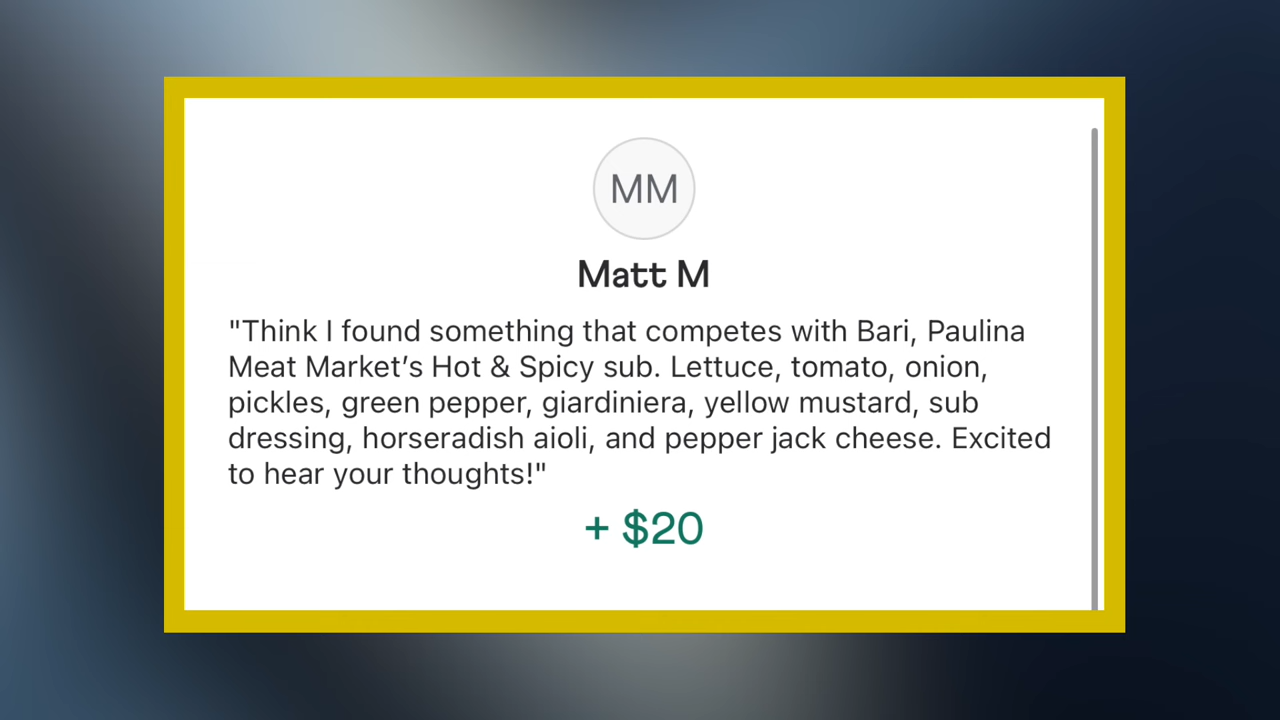 MM
Matt M
"Think I found something that competes with Bari, Paulina
Meat Market’s Hot & Spicy sub. Lettuce, tomato, onion,
pickles, green pepper, giardiniera, yellow mustard, sub
dressing, horseradish aioli, and pepper jack cheese. Excited
to hear your thoughts!"
+ $20